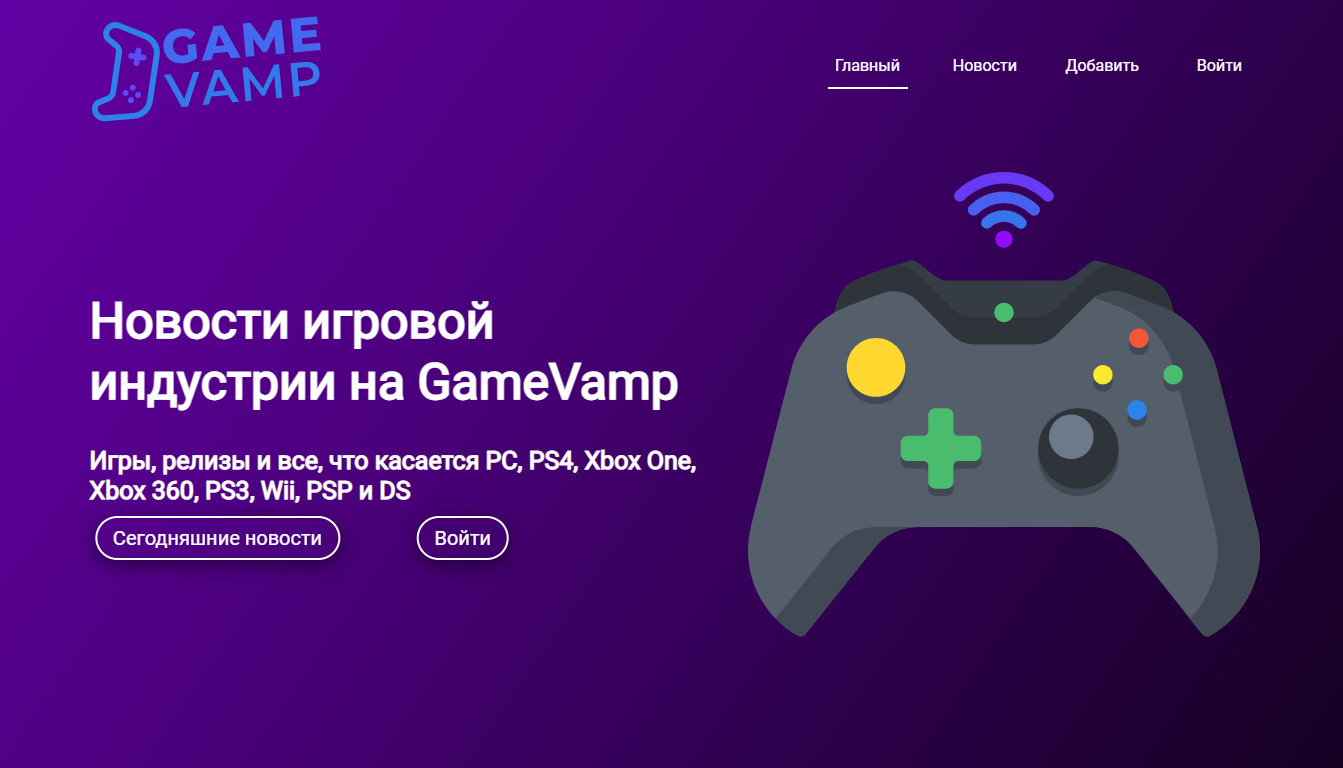 GAME
VAMP
Главный Новости Добавить Войти
Новости игровой
индустрии на GameVamp
Игры, релизы и все, что касается PC, PS4, Xbox One,
Xbox 360, PS3, Wii, PSP и DS
Сегодняшние новости Войти